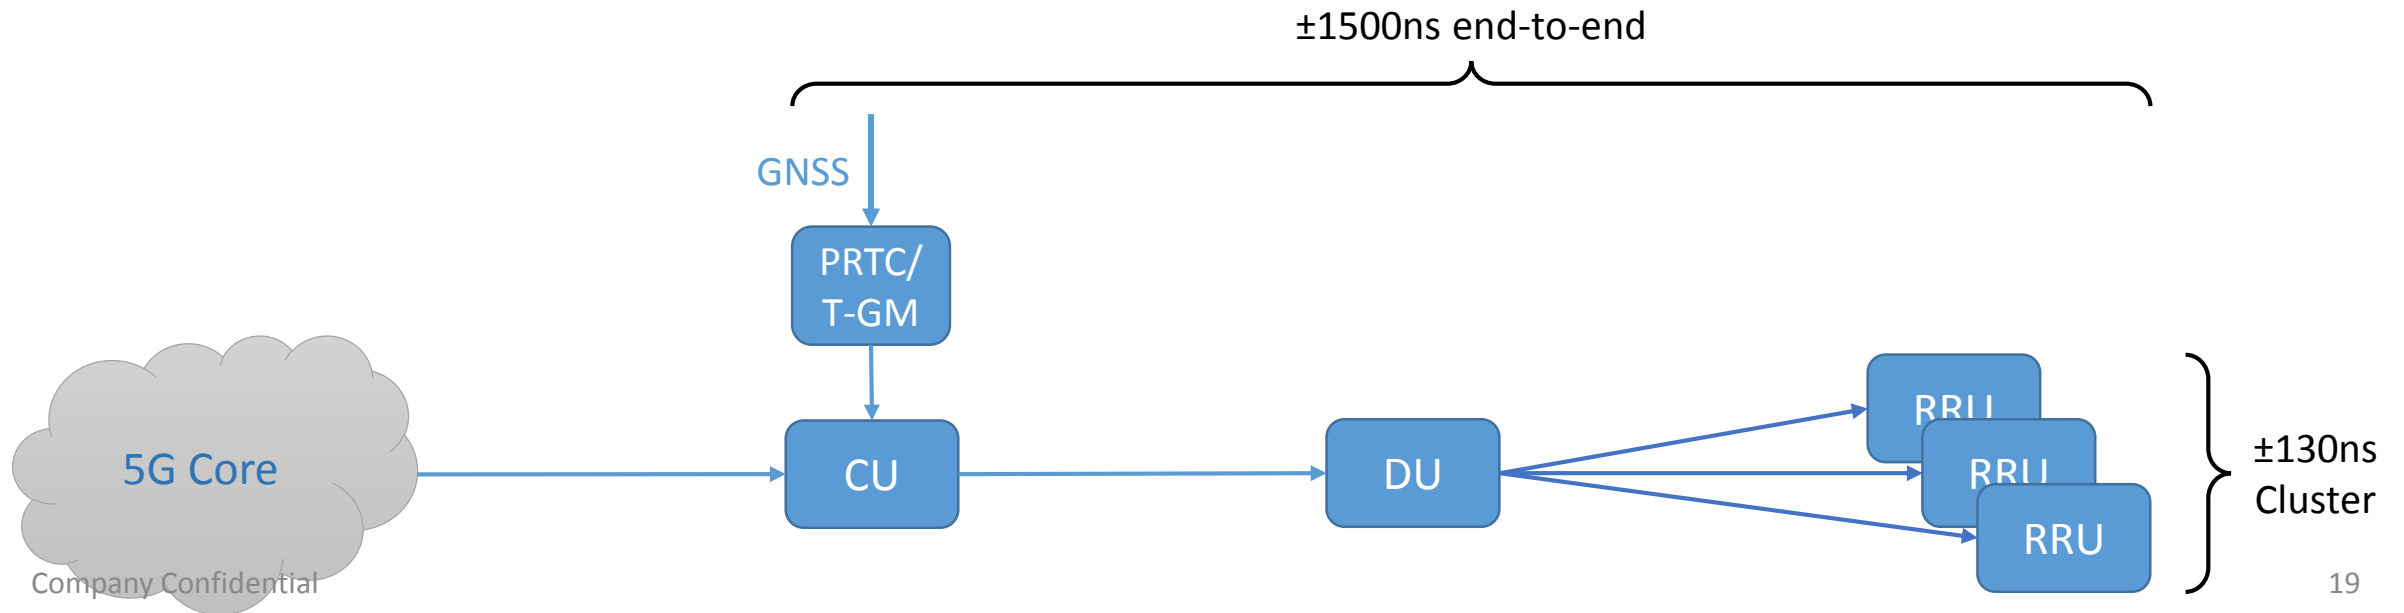 ±1500ns end-to-end
GNSS
PRTC/
T-GM
5G Core
CU
DU
RRU
RRU
RRU
±130ns
Cluster
Company Confidential
19